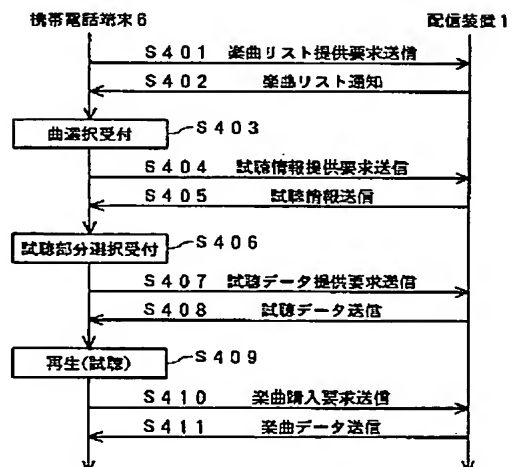 携帯電話端末6 配信装置1
S401 楽曲リスト提供要求送信
S402 楽曲リスト通知
曲選択受付 S403
S404 試聴情報提供要求送信
S405 試聴情報送信
試聴部分選択受付 S406
S407 試聴データ提供要求送信
S408 試聴データ送信
再生(試聴) S409
S410 楽曲購入要求送信
S411 楽曲データ送信